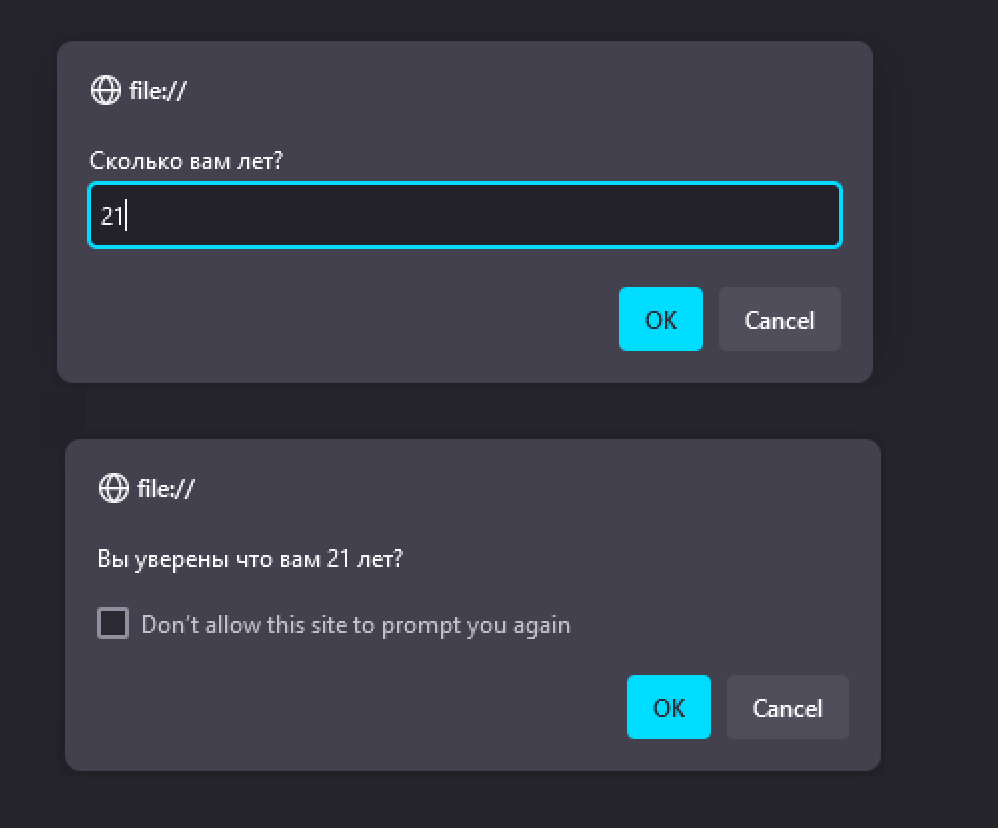 file://
Сколько вам лет?
21
OK Cancel
file://
Вы уверены что вам 21 лет?
Don't allow this site to prompt you again
OK Cancel